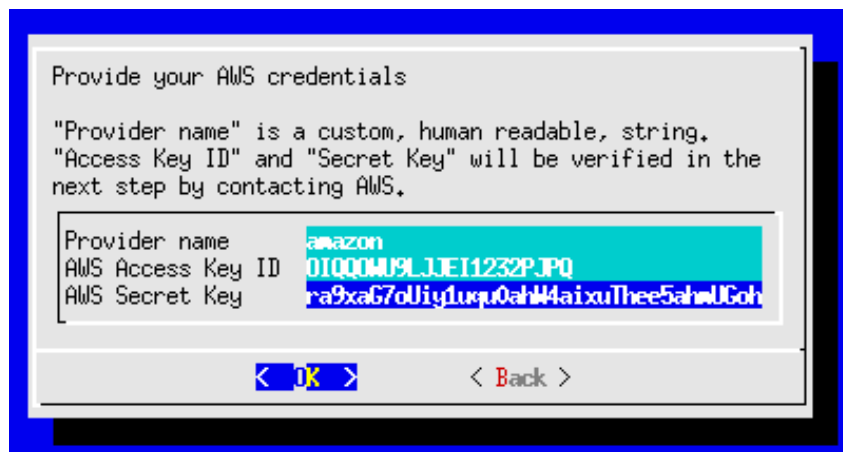 Provide your AWS credentials
"Provider name" is a custom, human readable, string.
"Access Key ID" and "Secret Key" will be verified in the
next step by contacting AWS.
Provider name amazon
AWS Access Key ID OIQQOWU9LJJEI1232PJPQ
AWS Secret Key ra9xaG7oUiy1uqu0ahW4aixuThee5ahmUGoh
< OK >
< Back >